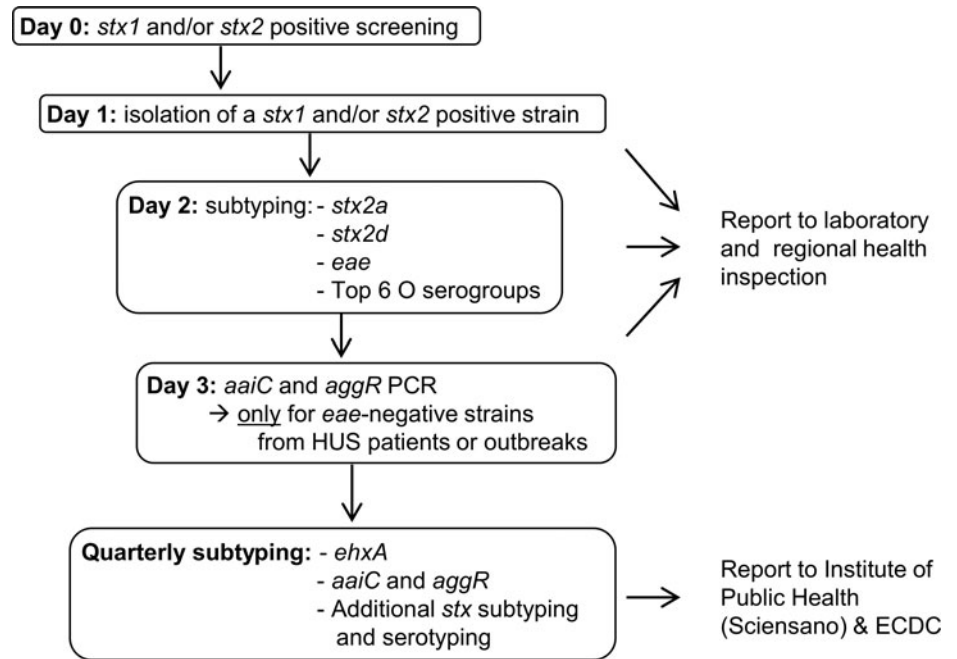 Day 0: stx1 and/or stx2 positive screening
Day 1: isolation of a stx1 and/or stx2 positive strain
Day 2: subtyping: - stx2a
- stx2d
- eae
- Top 6 O serogroups
Report to laboratory
and regional health
inspection
Day 3: aaiC and aggR PCR
→ only for eae-negative strains
from HUS patients or outbreaks
Quarterly subtyping: - ehxA
- aaiC and aggR
- Additional stx subtyping
and serotyping
Report to Institute of
Public Health
(Sciensano) & ECDC